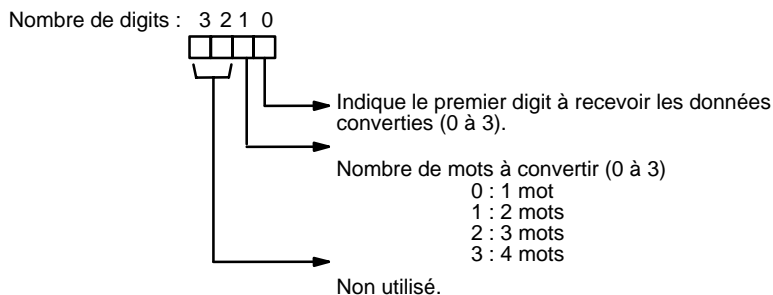 Nombre de digits : 3 2 1 0
Indique le premier digit à recevoir les données
converties (0 à 3).
Nombre de mots à convertir (0 à 3)
0 : 1 mot
1 : 2 mots
2 : 3 mots
3 : 4 mots
Non utilisé.